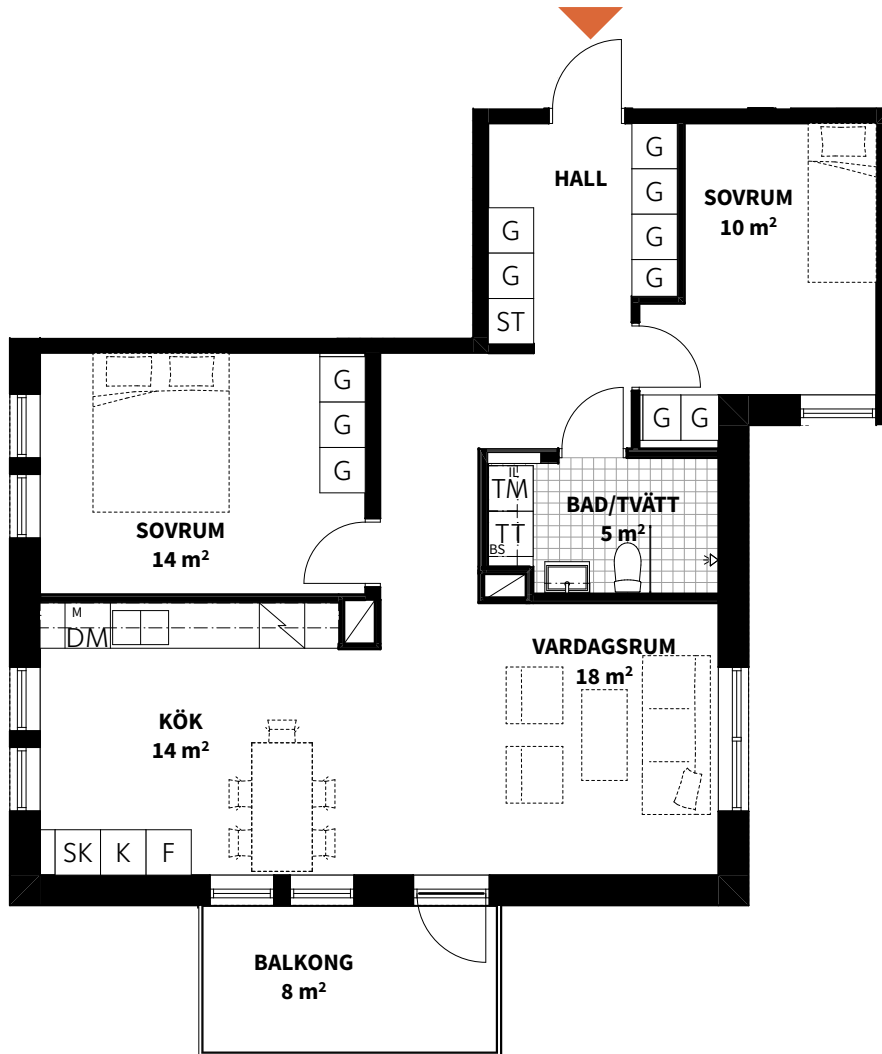 HALL
G
G
G
G
SOVRUM
10 m²
G
G
ST
G
G
G
G
G
SOVRUM
14 m²
IL
TM
TT
BS
BAD/TVÄTT
5 m²
M
DM
VARDAGSRUM
18 m²
KÖK
14 m²
SK K F
BALKONG
8 m²